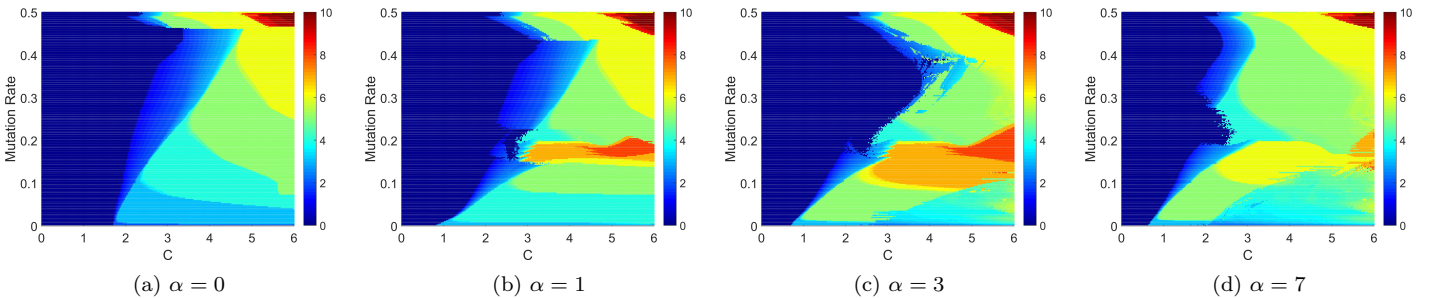 0.5 0.4 0.3 0.2 0.1 0
Mutation Rate
0 1 2 3 4 5 6
C
10 8 6 4 2 0
(a) α = 0
0.5 0.4 0.3 0.2 0.1 0
Mutation Rate
0 1 2 3 4 5 6
C
10 8 6 4 2 0
(b) α = 1
0.5 0.4 0.3 0.2 0.1 0
Mutation Rate
0 1 2 3 4 5 6
C
10 8 6 4 2 0
(c) α = 3
0.5 0.4 0.3 0.2 0.1 0
Mutation Rate
0 1 2 3 4 5 6
C
10 8 6 4 2 0
(d) α = 7